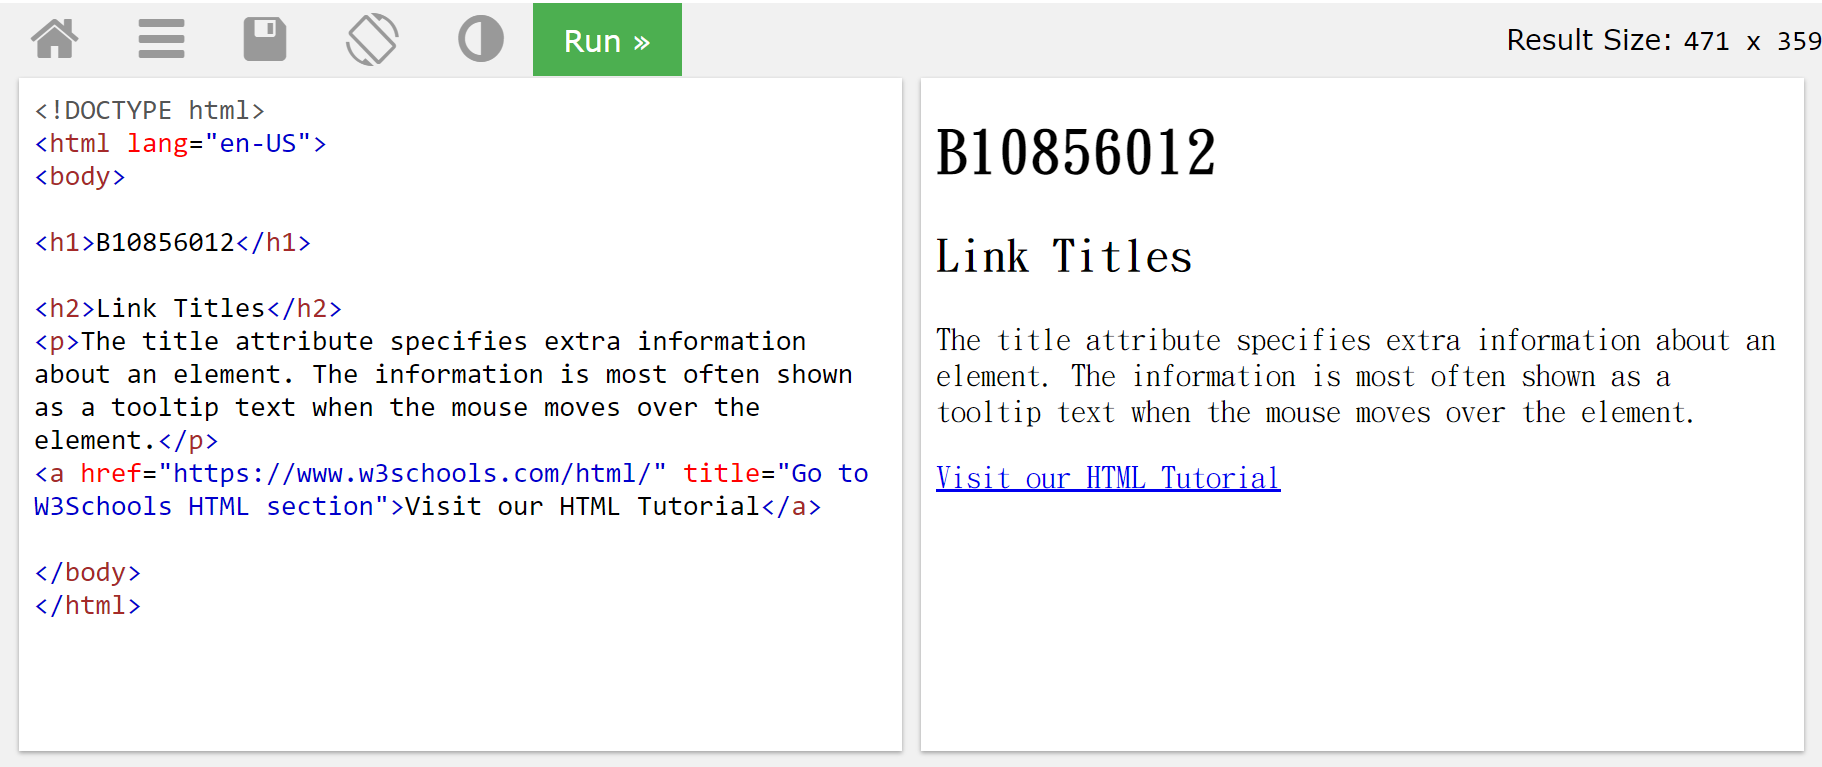 Run »
Result Size: 471 x 359
<!DOCTYPE html>
<html lang="en-US">
<body>
<h1>B10856012</h1>
<h2>Link Titles</h2>
<p>The title attribute specifies extra information
about an element. The information is most often shown
as a tooltip text when the mouse moves over the
element.</p>
<a href="https://www.w3schools.com/html/" title="Go to
W3Schools HTML section">Visit our HTML Tutorial</a>
</body>
</html>
B10856012
Link Titles
The title attribute specifies extra information about an
element. The information is most often shown as a
tooltip text when the mouse moves over the element.
Visit our HTML Tutorial